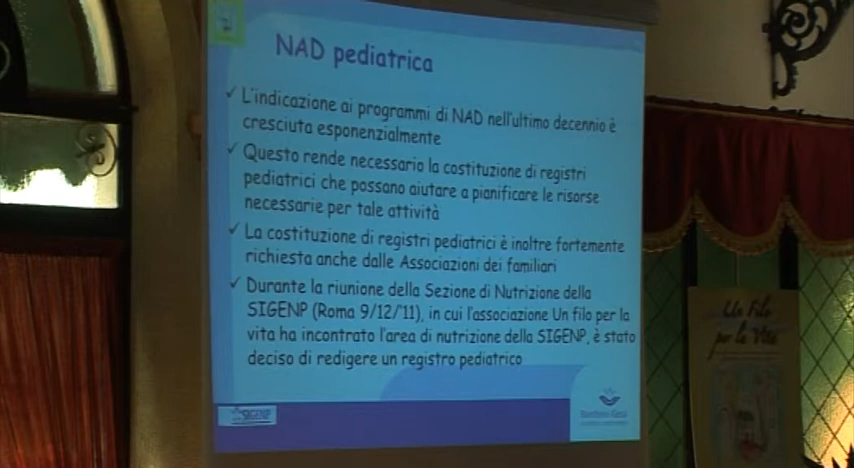 NAD pediatrica
✓ L'indicazione ai programmi di NAD nell'ultimo decennio è
cresciuta esponenzialmente
✓ Questo rende necessario la costituzione di registri
pediatrici che possano aiutare a pianificare le risorse
necessarie per tale attività
✓ La costituzione di registri pediatrici è inoltre fortemente
richiesta anche dalle Associazioni dei familiari
✓ Durante la riunione della Sezione di Nutrizione della
SIGENP (Roma 9/12/'11), in cui l'associazione Un filo per la
vita ha incontrato l'area di nutrizione della SIGENP, è stato
deciso di redigere un registro pediatrico
SIGENP
Bambino Gesù
Un Filo
per la Vita